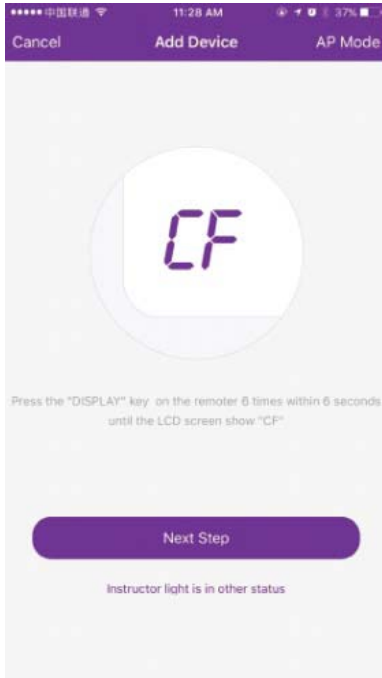 中国联通 11:28 AM 37%
Cancel Add Device AP Mode
CF
Press the "DISPLAY" key on the remoter 6 times within 6 seconds
until the LCD screen show "CF"
Next Step
Instructor light is in other status